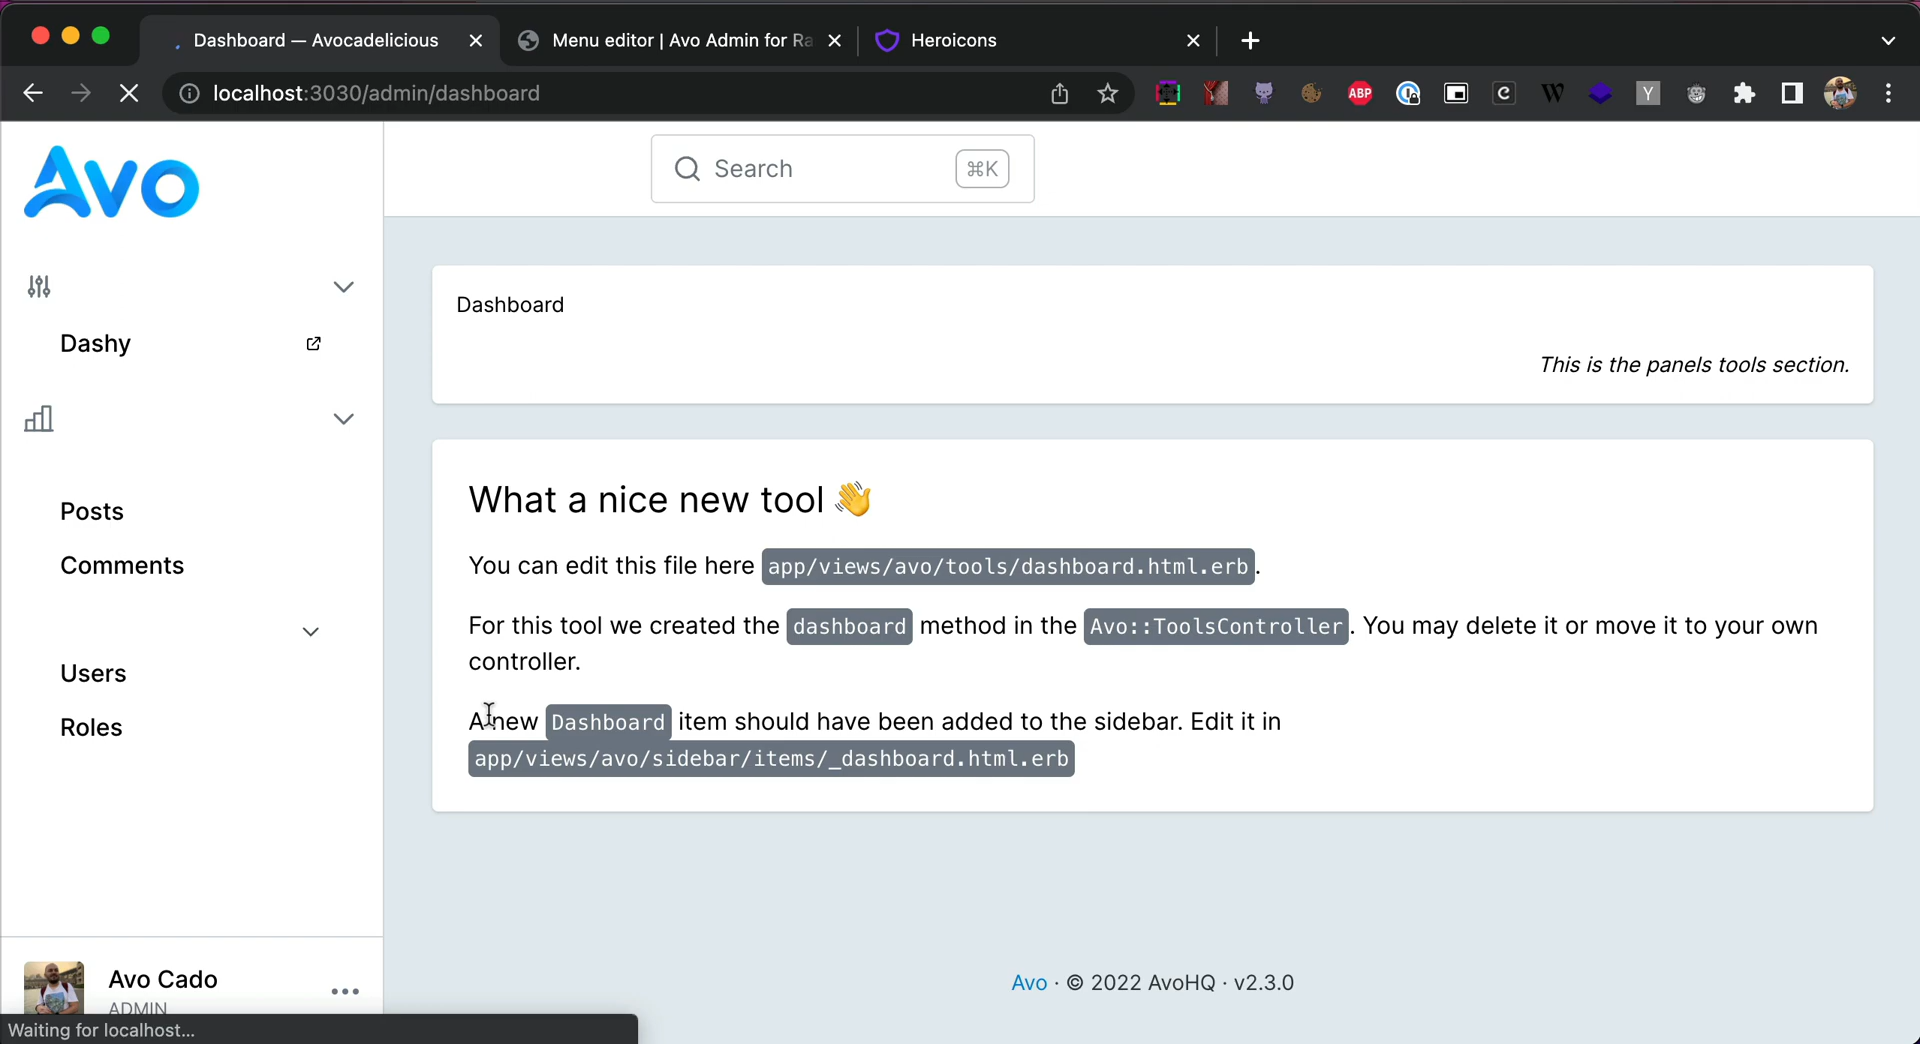 Dashboard — Avocadelicious
Menu editor | Avo Admin for Ra
Heroicons
localhost:3030/admin/dashboard
ABP
C
W
Y
Avo
Search
⌘K
Dashy
Posts
Comments
Users
Roles
Dashboard
This is the panels tools section.
What a nice new tool 👋
You can edit this file here app/views/avo/tools/dashboard.html.erb.
For this tool we created the dashboard method in the Avo::ToolsController. You may delete it or move it to your own
controller.
A new Dashboard item should have been added to the sidebar. Edit it in
app/views/avo/sidebar/items/_dashboard.html.erb
Avo Cado
ADMIN
Avo · © 2022 AvoHQ · v2.3.0
Waiting for localhost...